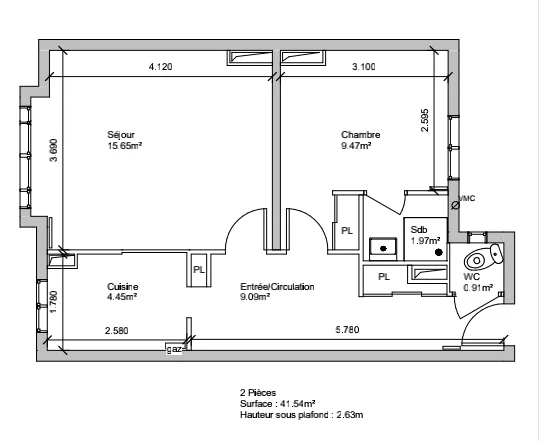 4.120
3.100
3.690
2.595
Séjour
15.65m²
Chambre
9.47m²
VMC
PL
Sdb
1.97m²
PL
PL
WC
0.91m²
Cuisine
4.45m²
Entrée/Circulation
9.09m²
1.780
2.580
5.780
gaz
2 Pièces
Surface : 41.54m²
Hauteur sous plafond : 2.63m